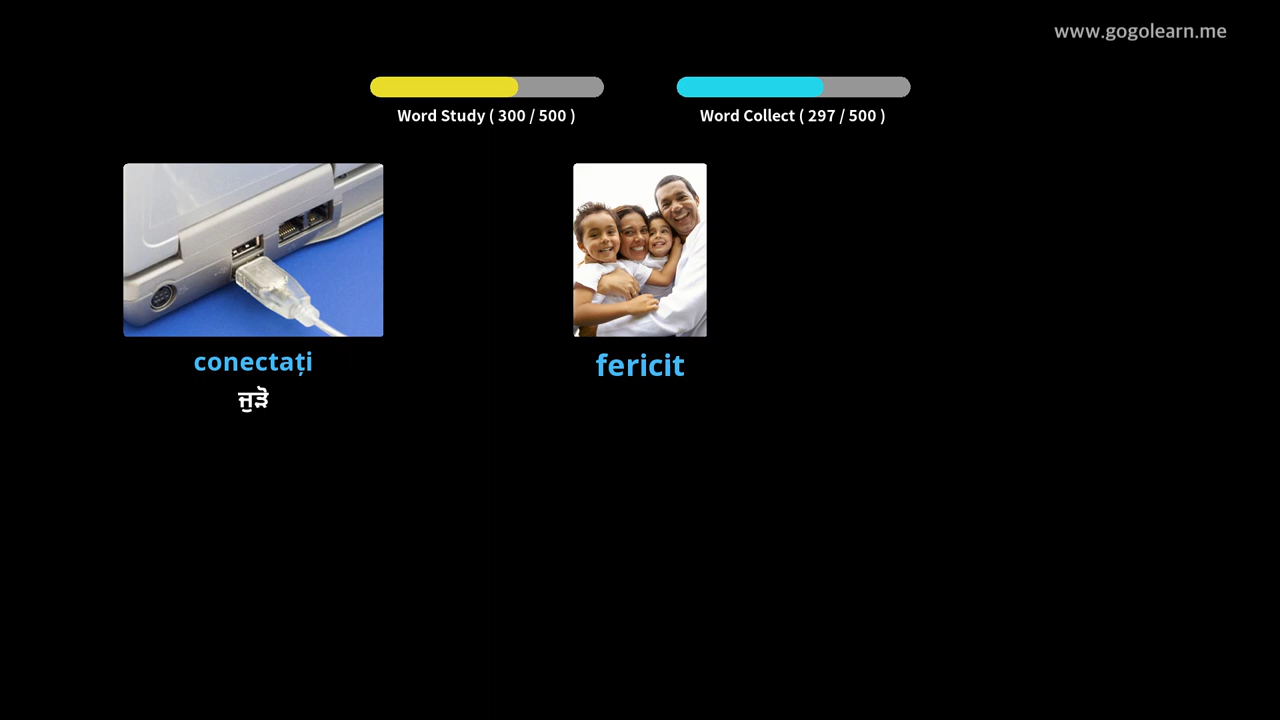 www.gogolearn.me
Word Study ( 300 / 500 )
Word Collect ( 297 / 500 )
conectați
ਜੁੜੋ
fericit